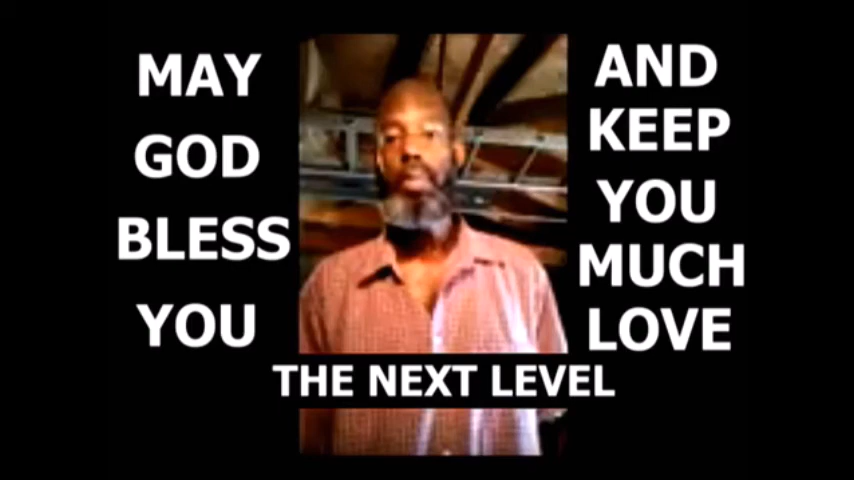 MAY
GOD
BLESS
YOU
AND
KEEP
YOU
MUCH
LOVE
THE NEXT LEVEL